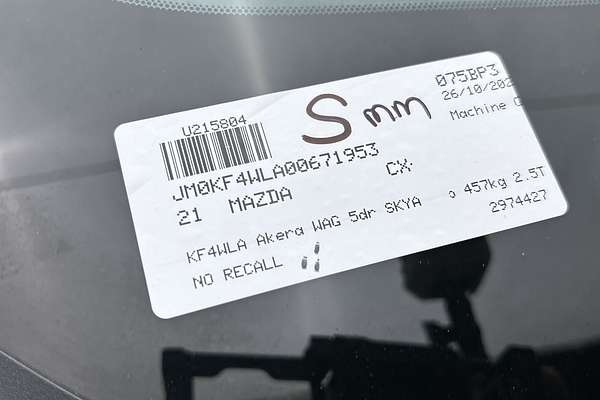 U215804
Smm
075BP3
26/10/202
Machine
JM0KF4WLA00671953
21 MAZDA
CX-
KF4WLA Akera WAG 5dr SKYA
457kg 2.5T
NO RECALL
2974427